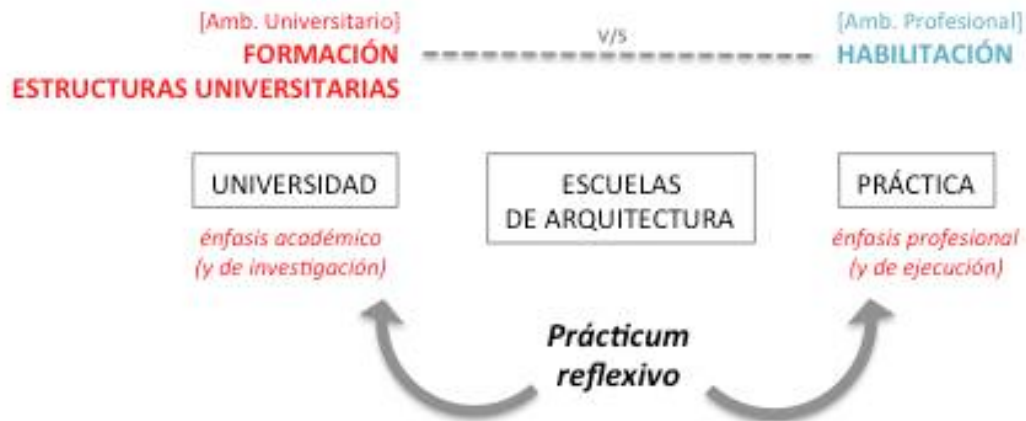 [Amb. Universitario]
FORMACIÓN
ESTRUCTURAS UNIVERSITARIAS
V/S
[Amb. Profesional]
HABILITACIÓN
UNIVERSIDAD
énfasis académico
(y de investigación)
ESCUELAS
DE ARQUITECTURA
PRÁCTICA
énfasis profesional
(y de ejecución)
Prácticum
reflexivo